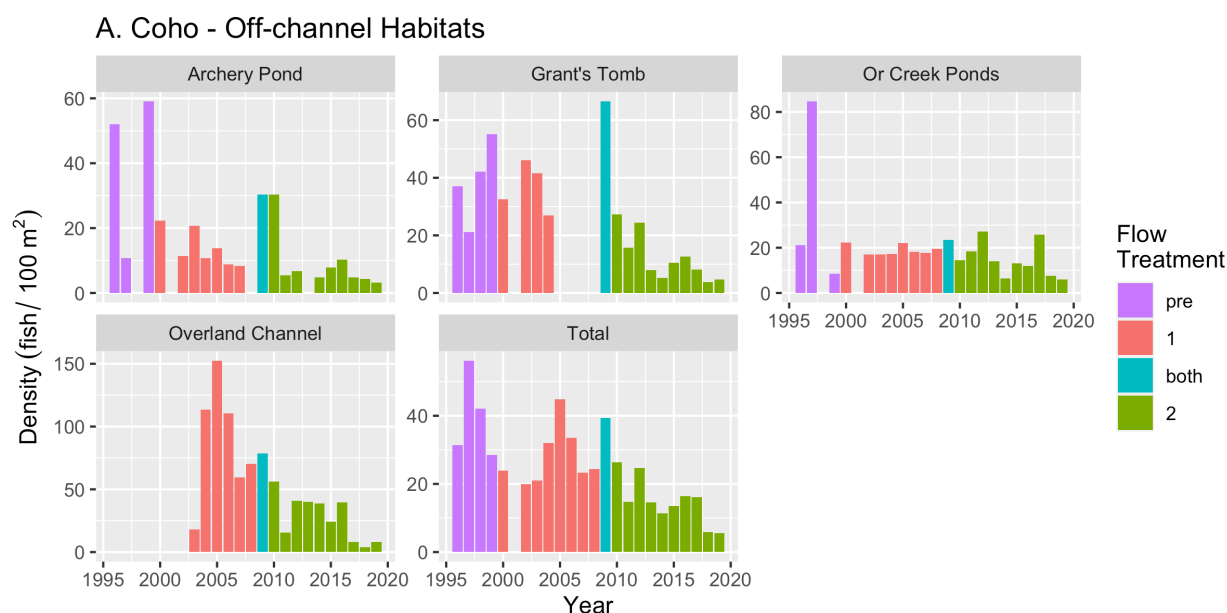 A. Coho - Off-channel Habitats
Archery Pond
Grant's Tomb
Or Creek Ponds
60
40
20
0
60
40
20
0
80
60
40
20
0
1995 2000 2005 2010 2015 2020
Overland Channel
Total
150
100
50
0
40
20
0
1995 2000 2005 2010 2015 2020
1995 2000 2005 2010 2015 2020
Year
Density (fish / 100 m²)
Flow
Treatment
pre
1
both
2